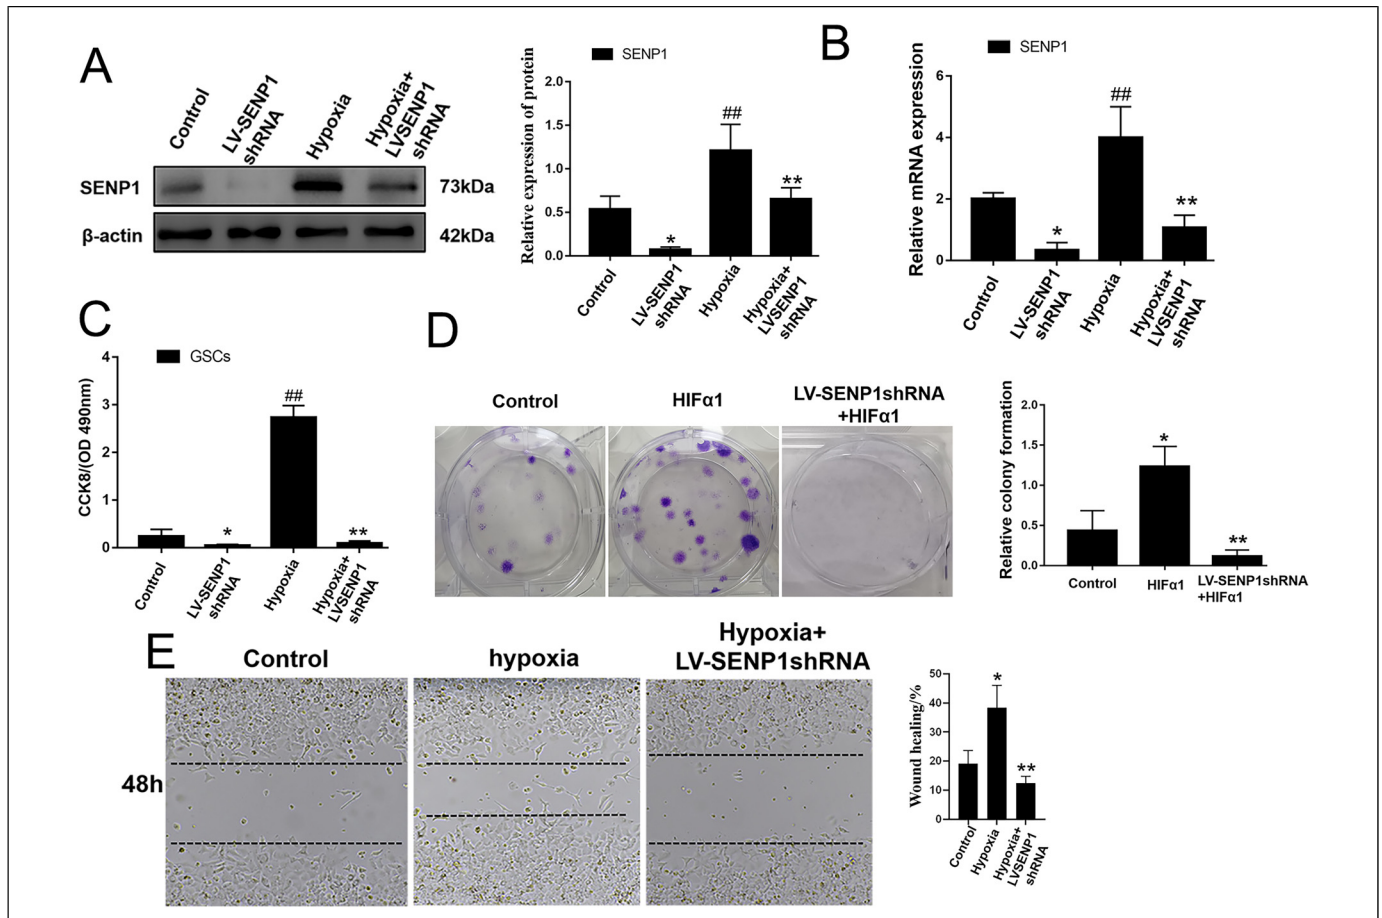 A
Control
LV-SENP1
shRNA
Hypoxia
Hypoxia+
LVSENP1
shRNA
SENP1
73kDa
β-actin
42kDa
SENP1
Relative expression of protein
2.0
1.5
1.0
0.5
0.0
*
##
**
Control
LV-SENP1
shRNA
Hypoxia
Hypoxia+
LVSENP1
shRNA
B
SENP1
Relative mRNA expression
6
4
2
0
*
##
**
Control
LV-SENP1
shRNA
Hypoxia
Hypoxia+
LVSENP1
shRNA
C
GSCs
CCK8/(OD 490nm)
4
3
2
1
0
*
##
**
Control
LV-SENP1
shRNA
Hypoxia
Hypoxia+
LVSENP1
shRNA
D
Control
HIFα1
LV-SENP1shRNA
+HIFα1
Relative colony formation
2.0
1.5
1.0
0.5
0.0
*
**
Control
HIFα1
LV-SENP1shRNA
+HIFα1
E
Control
hypoxia
Hypoxia+
LV-SENP1shRNA
48h
Wound healing/%
50
40
30
20
10
0
*
**
Control
Hypoxia
Hypoxia+
LVSENP1
shRNA